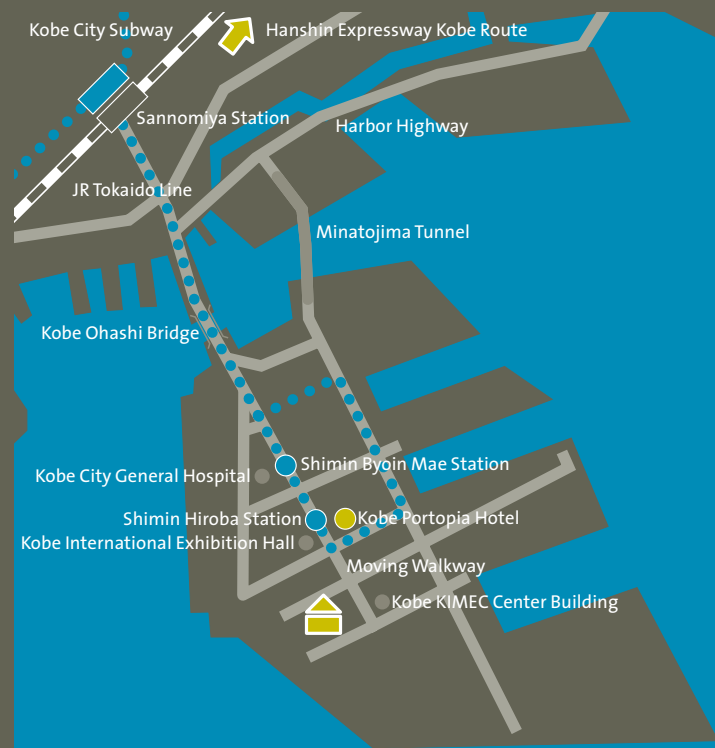 Kobe City Subway
Hanshin Expressway Kobe Route
Sannomiya Station
Harbor Highway
JR Tokaido Line
Minatojima Tunnel
Kobe Ohashi Bridge
Shimin Byoin Mae Station
Kobe City General Hospital
Shimin Hiroba Station
Kobe Portopia Hotel
Kobe International Exhibition Hall
Moving Walkway
Kobe KIMEC Center Building